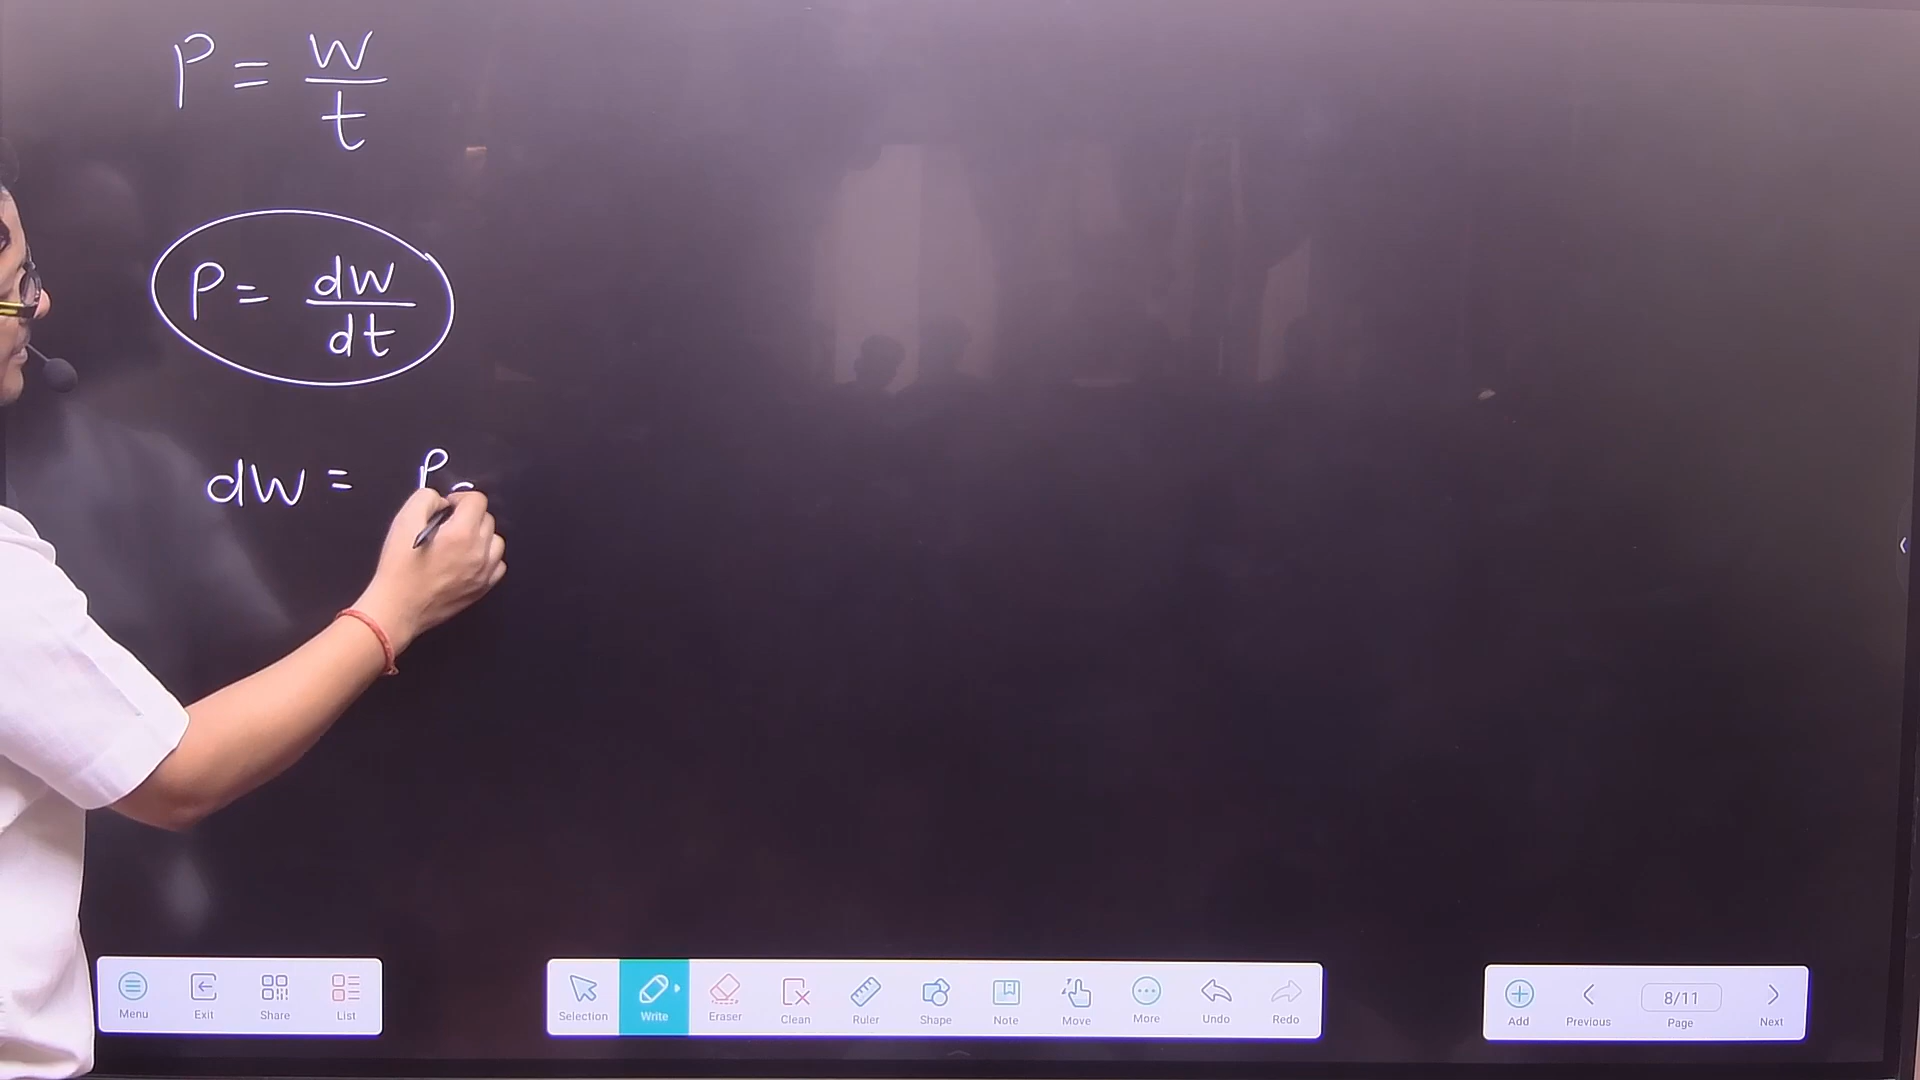 P = W/t
P = dW/dt
dW = P
Menu Exit Share List
Selection Write Eraser Clean Ruler Shape Note Move More Undo Redo
Add Previous 8/11 Page Next